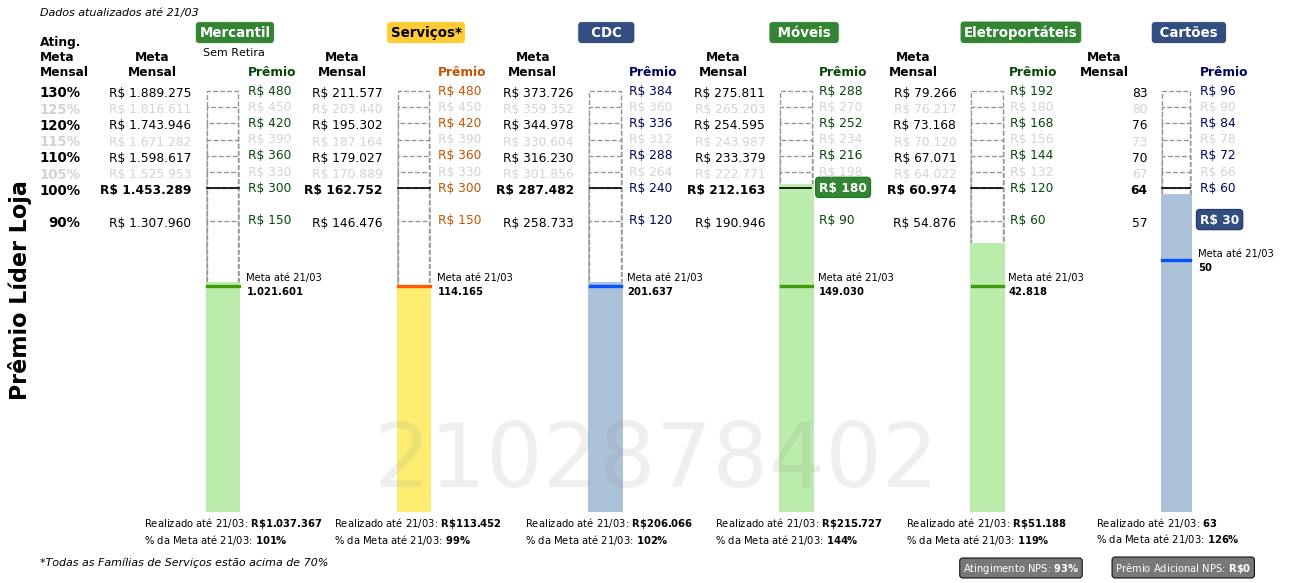 Dados atualizados até 21/03
Mercantil Serviços* CDC Móveis Eletroportáteis Cartões
Sem Retira
Ating. Meta Mensal Meta Mensal Prêmio Meta Mensal Prêmio Meta Mensal Prêmio Meta Mensal Prêmio Meta Mensal Prêmio Meta Mensal Prêmio
130% R$ 1.889.275 R$ 480 R$ 211.577 R$ 480 R$ 373.726 R$ 384 R$ 275.811 R$ 288 R$ 79.266 R$ 192 83 R$ 96
125% R$ 1.816.611 R$ 450 R$ 203.440 R$ 450 R$ 359.352 R$ 360 R$ 265.203 R$ 270 R$ 76.217 R$ 180 80 R$ 90
120% R$ 1.743.946 R$ 420 R$ 195.302 R$ 420 R$ 344.978 R$ 336 R$ 254.595 R$ 252 R$ 73.168 R$ 168 76 R$ 84
115% R$ 1.671.282 R$ 390 R$ 187.164 R$ 390 R$ 330.604 R$ 312 R$ 243.987 R$ 234 R$ 70.120 R$ 156 73 R$ 78
110% R$ 1.598.617 R$ 360 R$ 179.027 R$ 360 R$ 316.230 R$ 288 R$ 233.379 R$ 216 R$ 67.071 R$ 144 70 R$ 72
105% R$ 1.525.953 R$ 330 R$ 170.889 R$ 330 R$ 301.856 R$ 264 R$ 222.771 R$ 198 R$ 64.022 R$ 132 67 R$ 66
100% R$ 1.453.289 R$ 300 R$ 162.752 R$ 300 R$ 287.482 R$ 240 R$ 212.163 R$ 180 R$ 60.974 R$ 120 64 R$ 60
90% R$ 1.307.960 R$ 150 R$ 146.476 R$ 150 R$ 258.733 R$ 120 R$ 190.946 R$ 90 R$ 54.876 R$ 60 57 R$ 30
Prêmio Líder Loja
Meta até 21/03
1.021.601
Meta até 21/03
114.165
Meta até 21/03
201.637
Meta até 21/03
149.030
Meta até 21/03
42.818
Meta até 21/03
50
2102878402
Realizado até 21/03: R$1.037.367
% da Meta até 21/03: 101%
Realizado até 21/03: R$113.452
% da Meta até 21/03: 99%
Realizado até 21/03: R$206.066
% da Meta até 21/03: 102%
Realizado até 21/03: R$215.727
% da Meta até 21/03: 144%
Realizado até 21/03: R$51.188
% da Meta até 21/03: 119%
Realizado até 21/03: 63
% da Meta até 21/03: 126%
*Todas as Famílias de Serviços estão acima de 70%
Atingimento NPS: 93%
Prêmio Adicional NPS: R$0